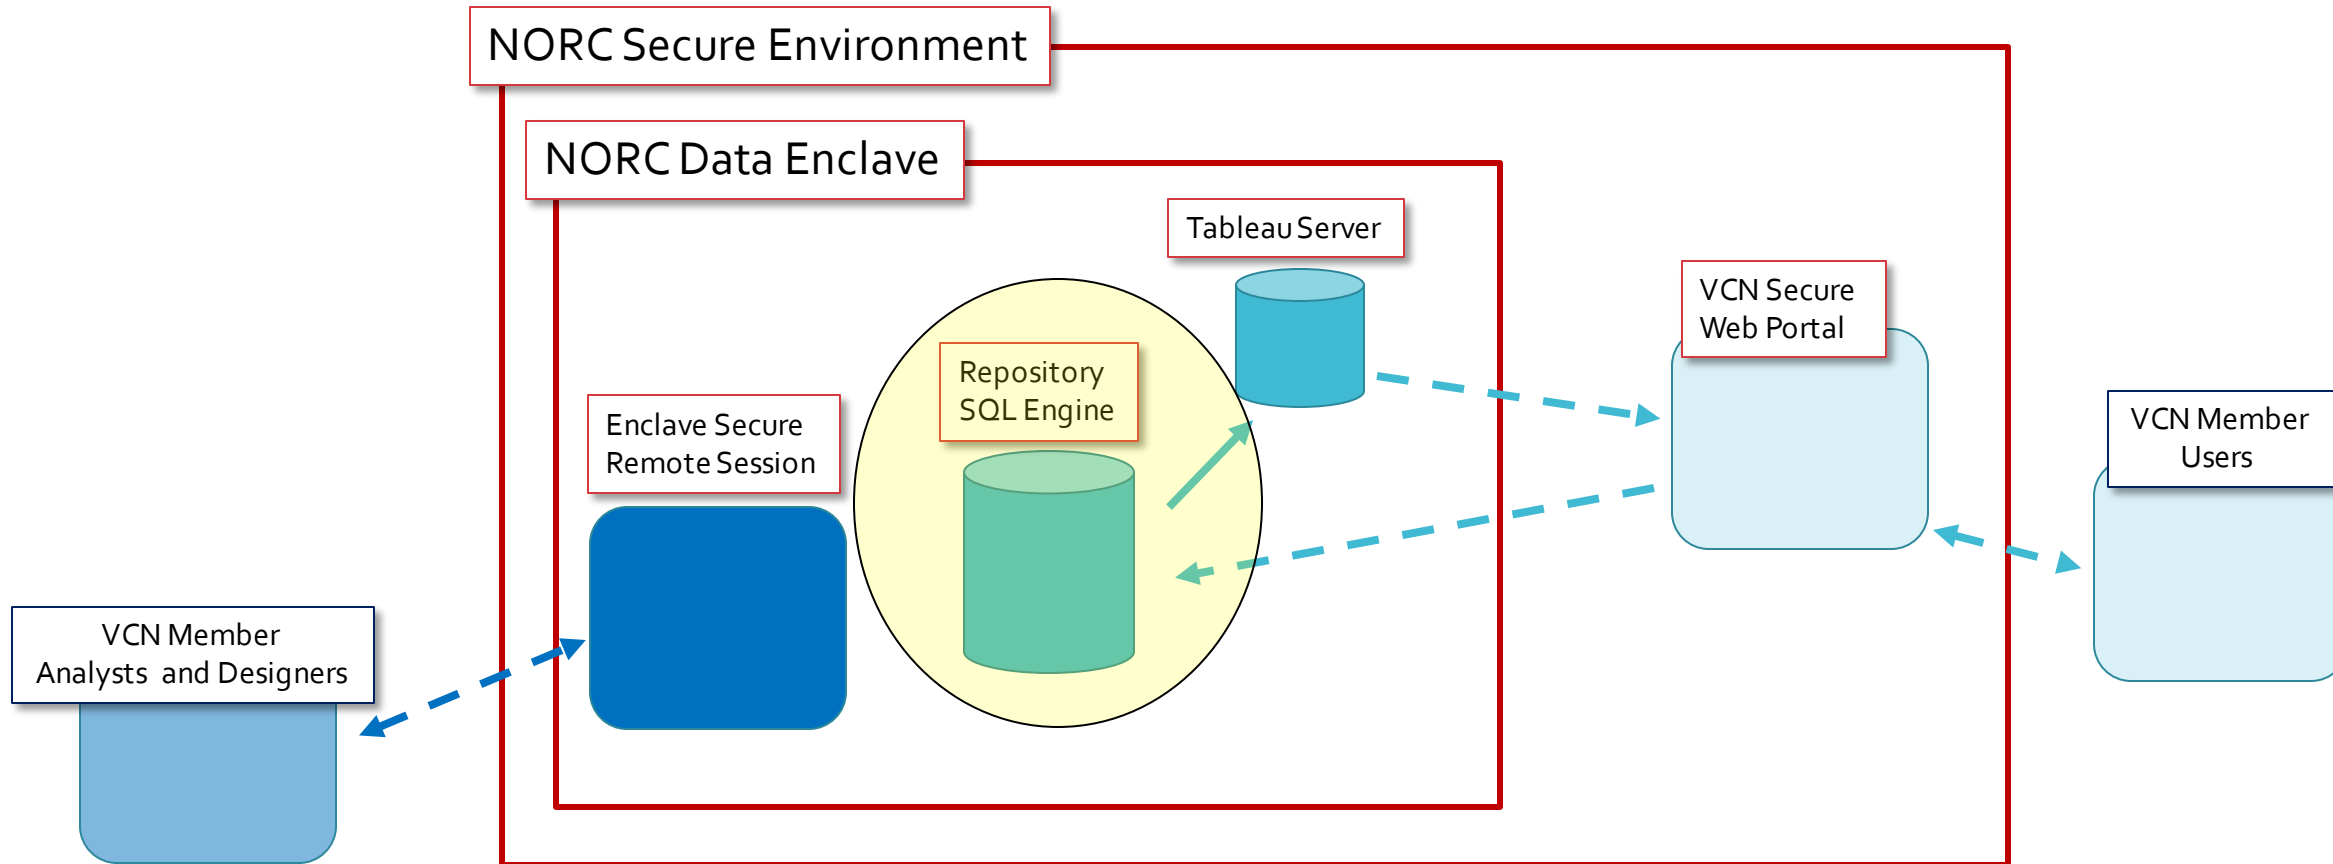 NORC Secure Environment
NORC Data Enclave
Tableau Server
VCN Secure
Web Portal
Repository
SQL Engine
Enclave Secure
Remote Session
VCN Member
Users
VCN Member
Analysts and Designers